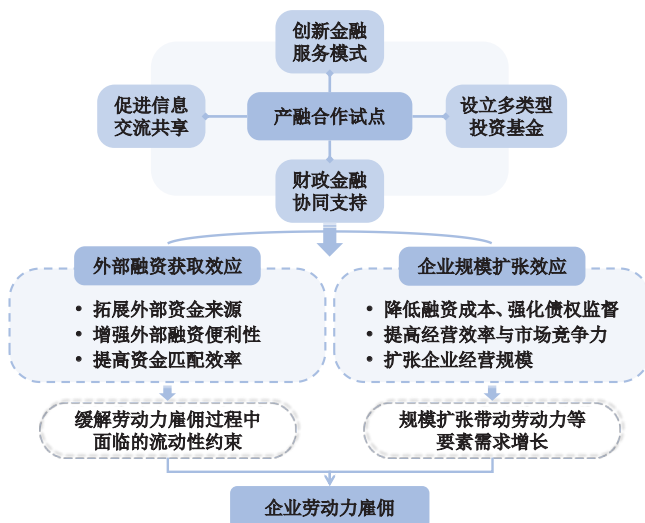 创新金融
服务模式
促进信息
交流共享
产融合作试点
设立多类型
投资基金
财政金融
协同支持
外部融资获取效应
• 拓展外部资金来源
• 增强外部融资便利性
• 提高资金匹配效率
缓解劳动力雇佣过程中
面临的流动性约束
企业规模扩张效应
• 降低融资成本、强化债权监督
• 提高经营效率与市场竞争力
• 扩张企业经营规模
规模扩张带动劳动力等
要素需求增长
企业劳动力雇佣